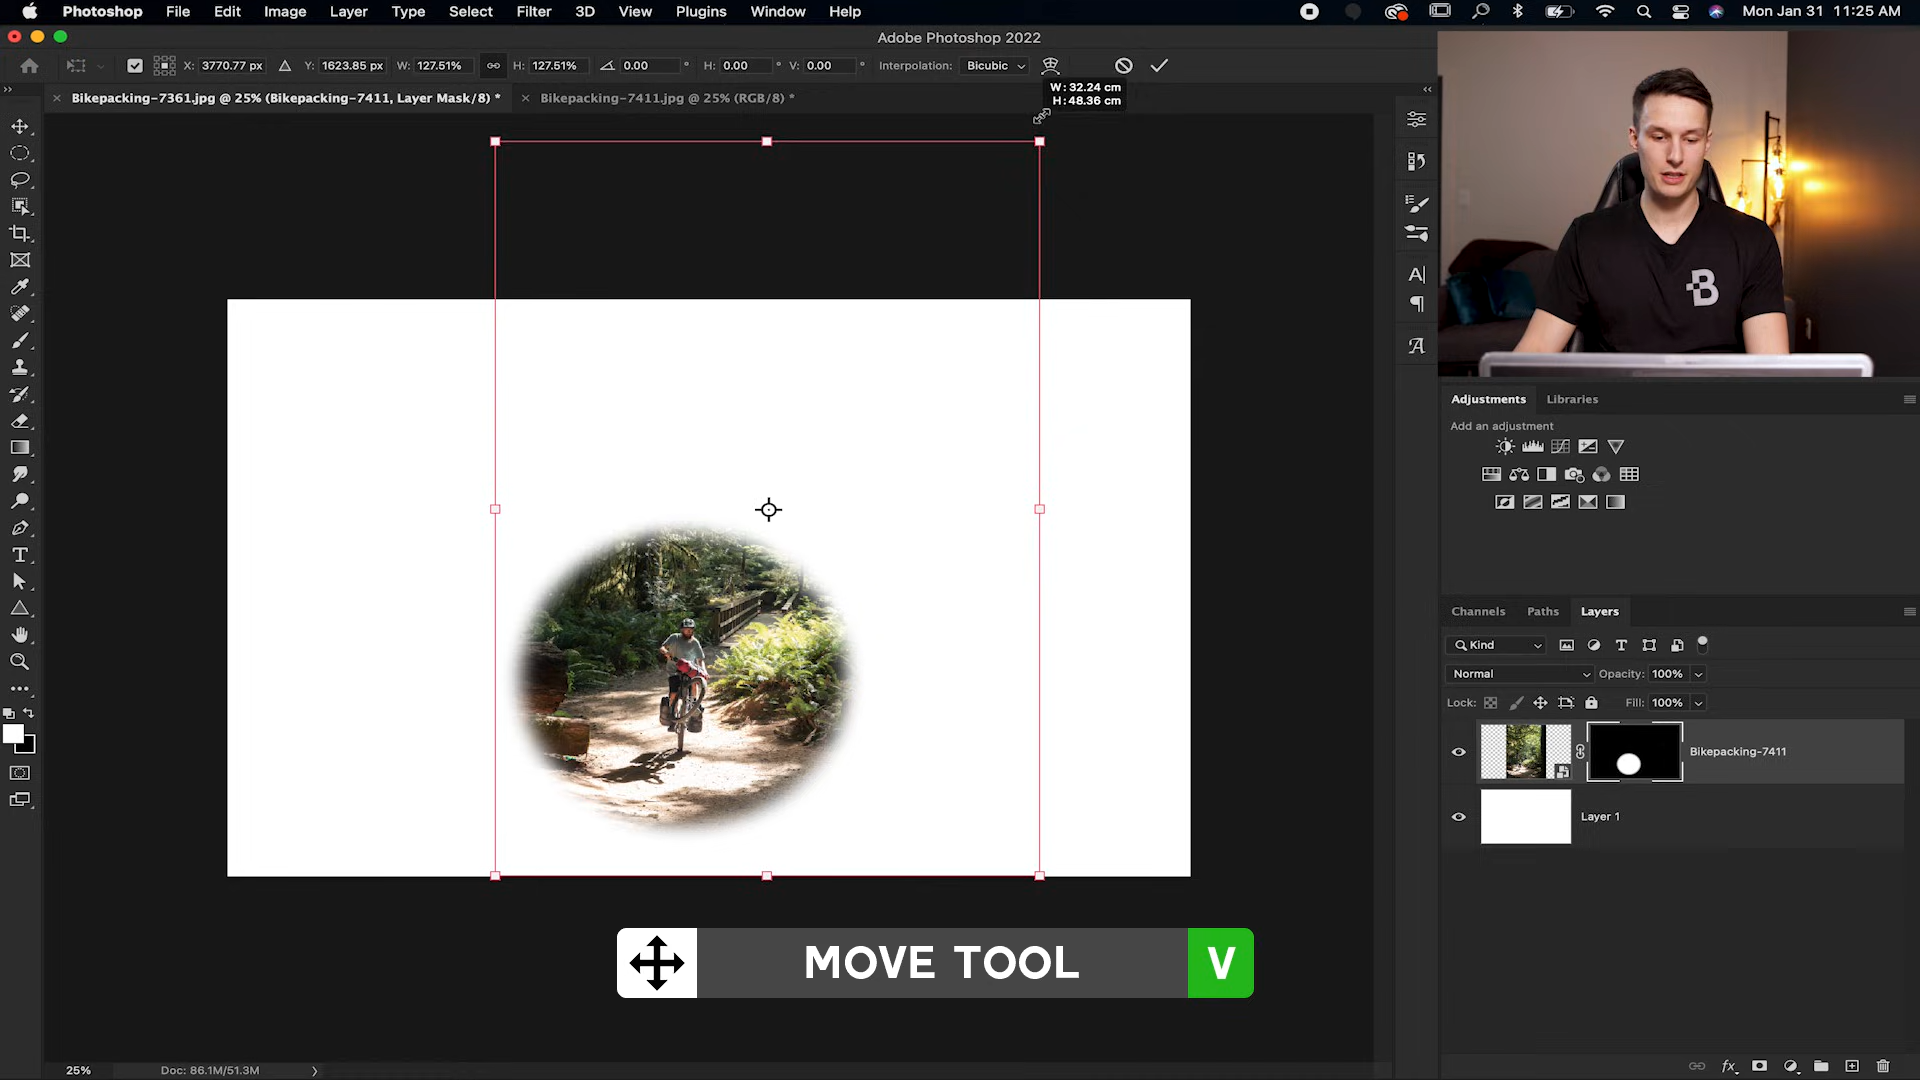 Photoshop File Edit Image Layer Type Select Filter 3D View Plugins Window Help Mon Jan 31 11:25 AM
Adobe Photoshop 2022
X: 3770.77 px Y: 1623.85 px W: 127.51% H: 127.51% 0.00 ° H: 0.00 ° V: 0.00 ° Interpolation: Bicubic
W: 32.24 cm
H: 48.36 cm
Bikepacking-7361.jpg @ 25% (Bikepacking-7411, Layer Mask/8) * Bikepacking-7411.jpg @ 25% (RGB/8) *
B
Adjustments Libraries
Add an adjustment
Channels Paths Layers
Kind
Normal Opacity: 100%
Lock: Fill: 100%
Bikepacking-7411
Layer 1
MOVE TOOL V
25% Doc: 86.1M/51.3M